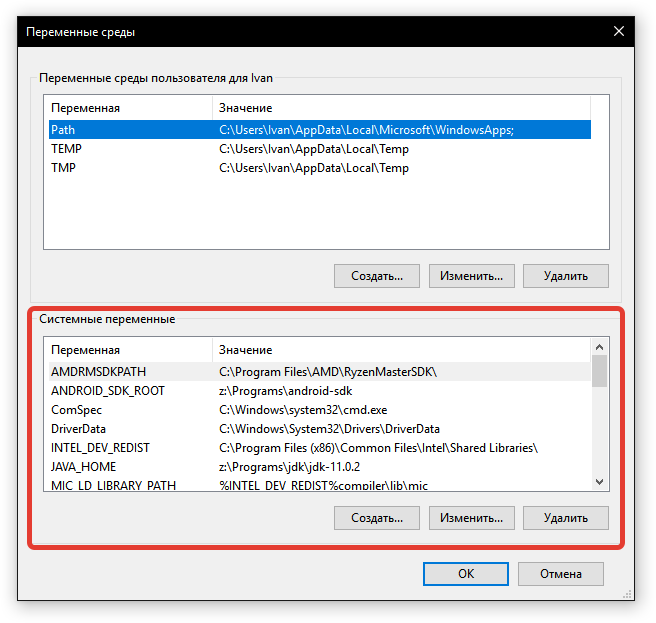 Переменные среды
Переменные среды пользователя для Ivan
Переменная Значение
Path C:\Users\Ivan\AppData\Local\Microsoft\WindowsApps;
TEMP C:\Users\Ivan\AppData\Local\Temp
TMP C:\Users\Ivan\AppData\Local\Temp
Создать... Изменить... Удалить
Системные переменные
Переменная Значение
AMDRMSDKPATH C:\Program Files\AMD\RyzenMasterSDK\
ANDROID_SDK_ROOT z:\Programs\android-sdk
ComSpec C:\Windows\system32\cmd.exe
DriverData C:\Windows\System32\Drivers\DriverData
INTEL_DEV_REDIST C:\Program Files (x86)\Common Files\Intel\Shared Libraries\
JAVA_HOME z:\Programs\jdk\jdk-11.0.2
MIC_LD_LIBRARY_PATH %INTEL_DEV_REDIST%compiler\lib\mic
Создать... Изменить... Удалить
ОК Отмена